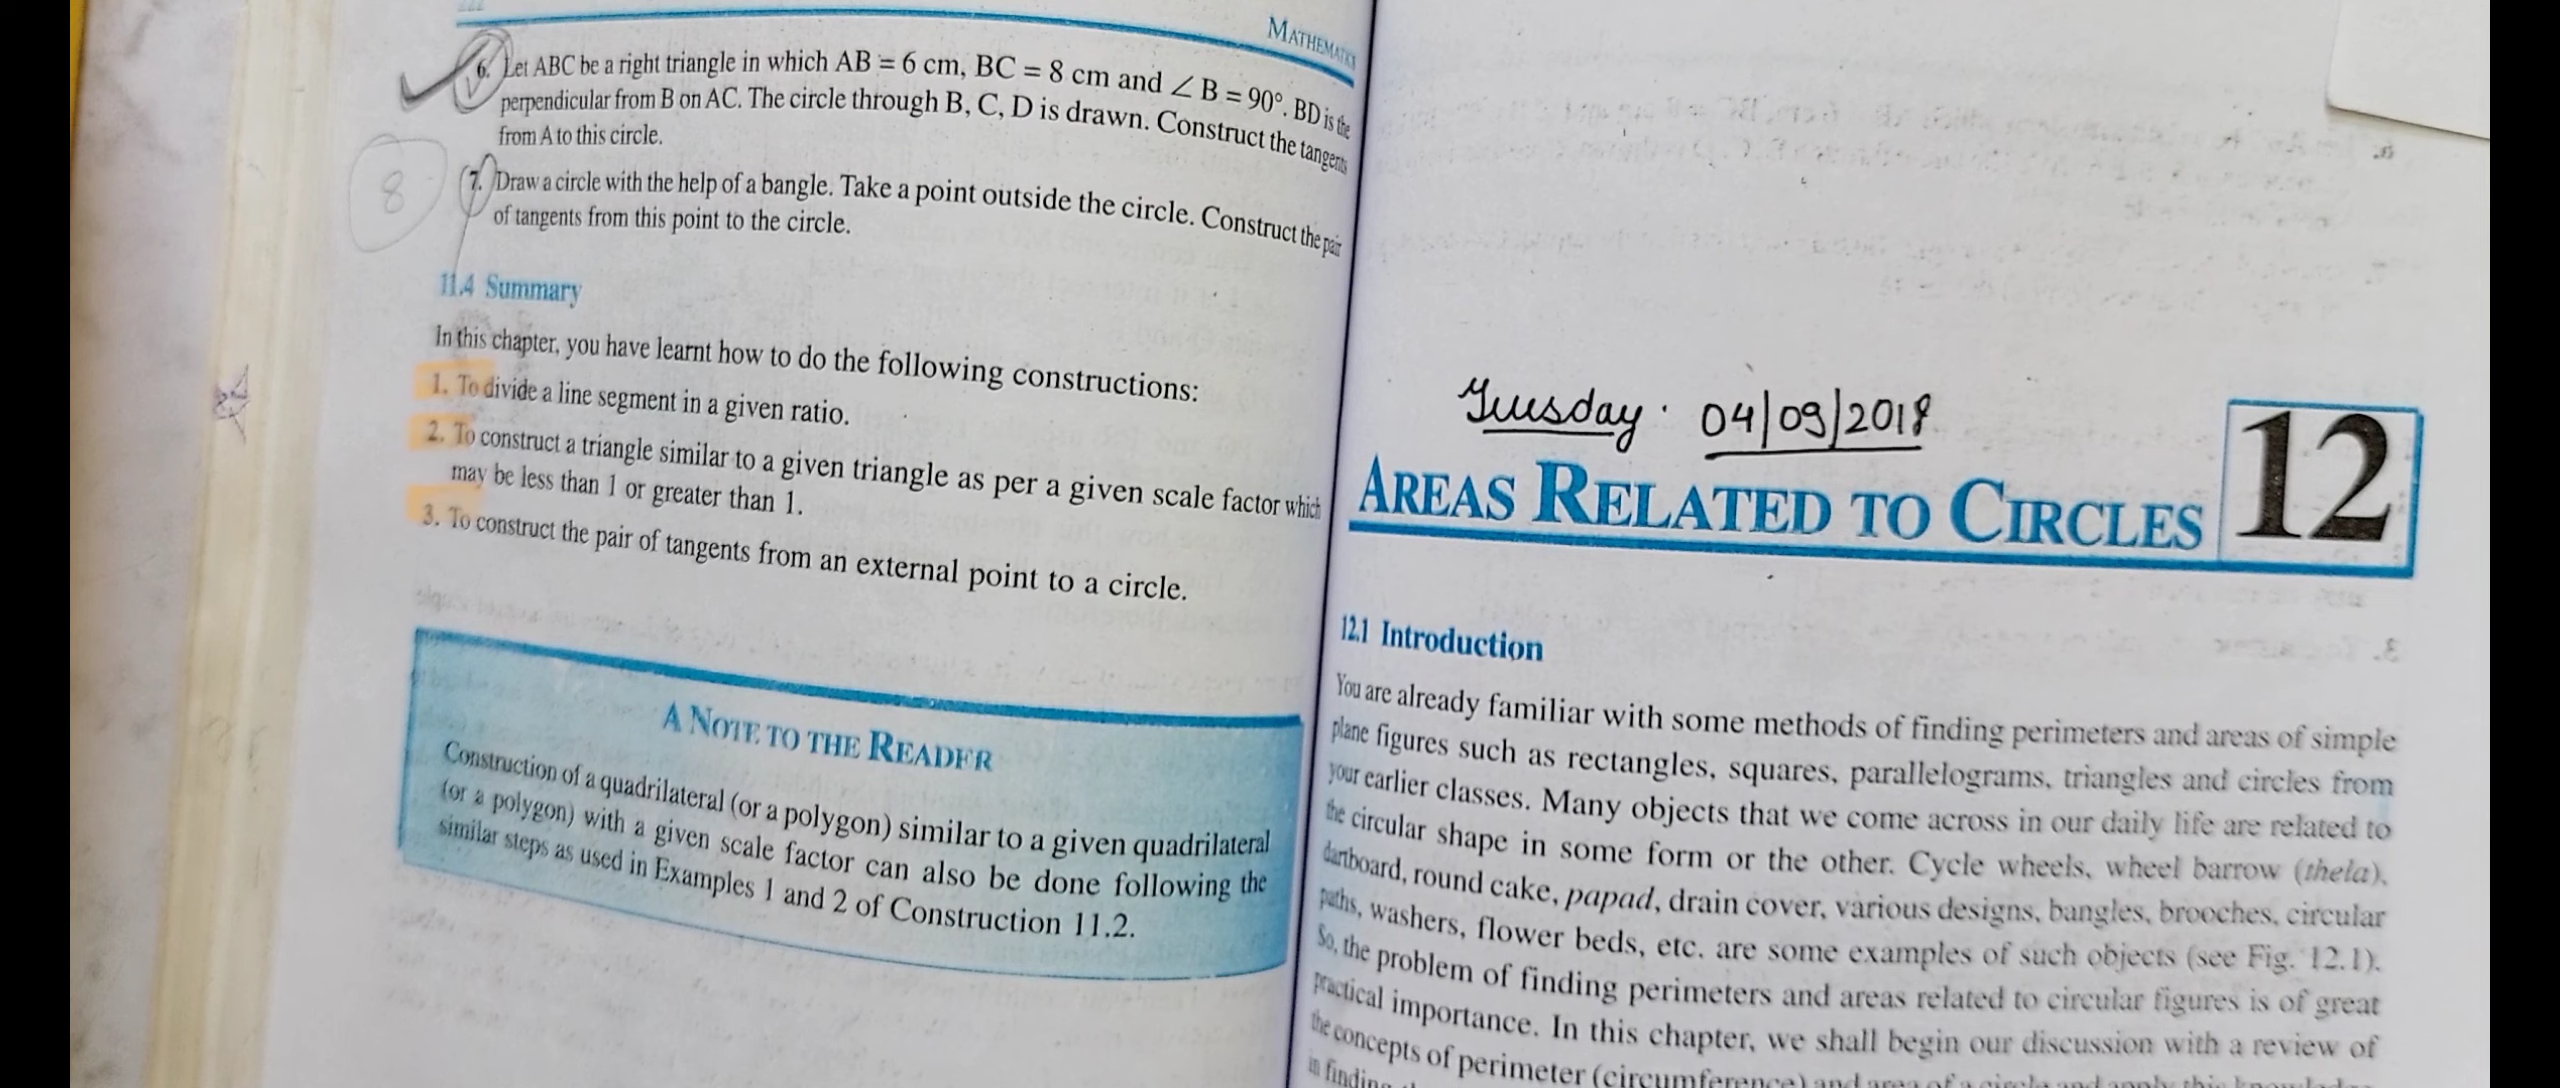 MATHEMATICS
6. Let ABC be a right triangle in which AB = 6 cm, BC = 8 cm and ∠ B = 90°. BD is the
perpendicular from B on AC. The circle through B, C, D is drawn. Construct the tangents
from A to this circle.
8
7. Draw a circle with the help of a bangle. Take a point outside the circle. Construct the pair
of tangents from this point to the circle.
11.4 Summary
In this chapter, you have learnt how to do the following constructions:
1. To divide a line segment in a given ratio.
2. To construct a triangle similar to a given triangle as per a given scale factor which
may be less than 1 or greater than 1.
3. To construct the pair of tangents from an external point to a circle.
A NOTE TO THE READER
Construction of a quadrilateral (or a polygon) similar to a given quadrilateral
(or a polygon) with a given scale factor can also be done following the
similar steps as used in Examples 1 and 2 of Construction 11.2.
Tuesday 04/09/2018
AREAS RELATED TO CIRCLES 12
12.1 Introduction
You are already familiar with some methods of finding perimeters and areas of simple
plane figures such as rectangles, squares, parallelograms, triangles and circles from
your earlier classes. Many objects that we come across in our daily life are related to
the circular shape in some form or the other. Cycle wheels, wheel barrow (thela),
dartboard, round cake, papad, drain cover, various designs, bangles, brooches, circular
paths, washers, flower beds, etc. are some examples of such objects (see Fig. 12.1).
So, the problem of finding perimeters and areas related to circular figures is of great
practical importance. In this chapter, we shall begin our discussion with a review of
the concepts of perimeter (circumference) and area of a circle and apply this
in finding